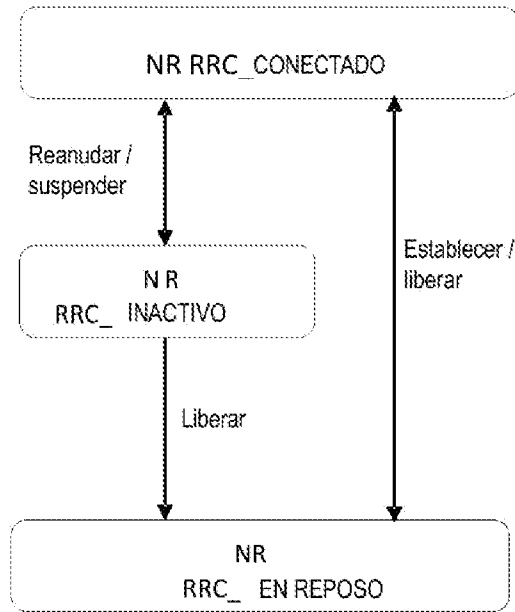 NR RRC_CONECTADO
Reanudar /
suspender
Establecer /
liberar
N R
RRC_ INACTIVO
Liberar
NR
RRC_ EN REPOSO